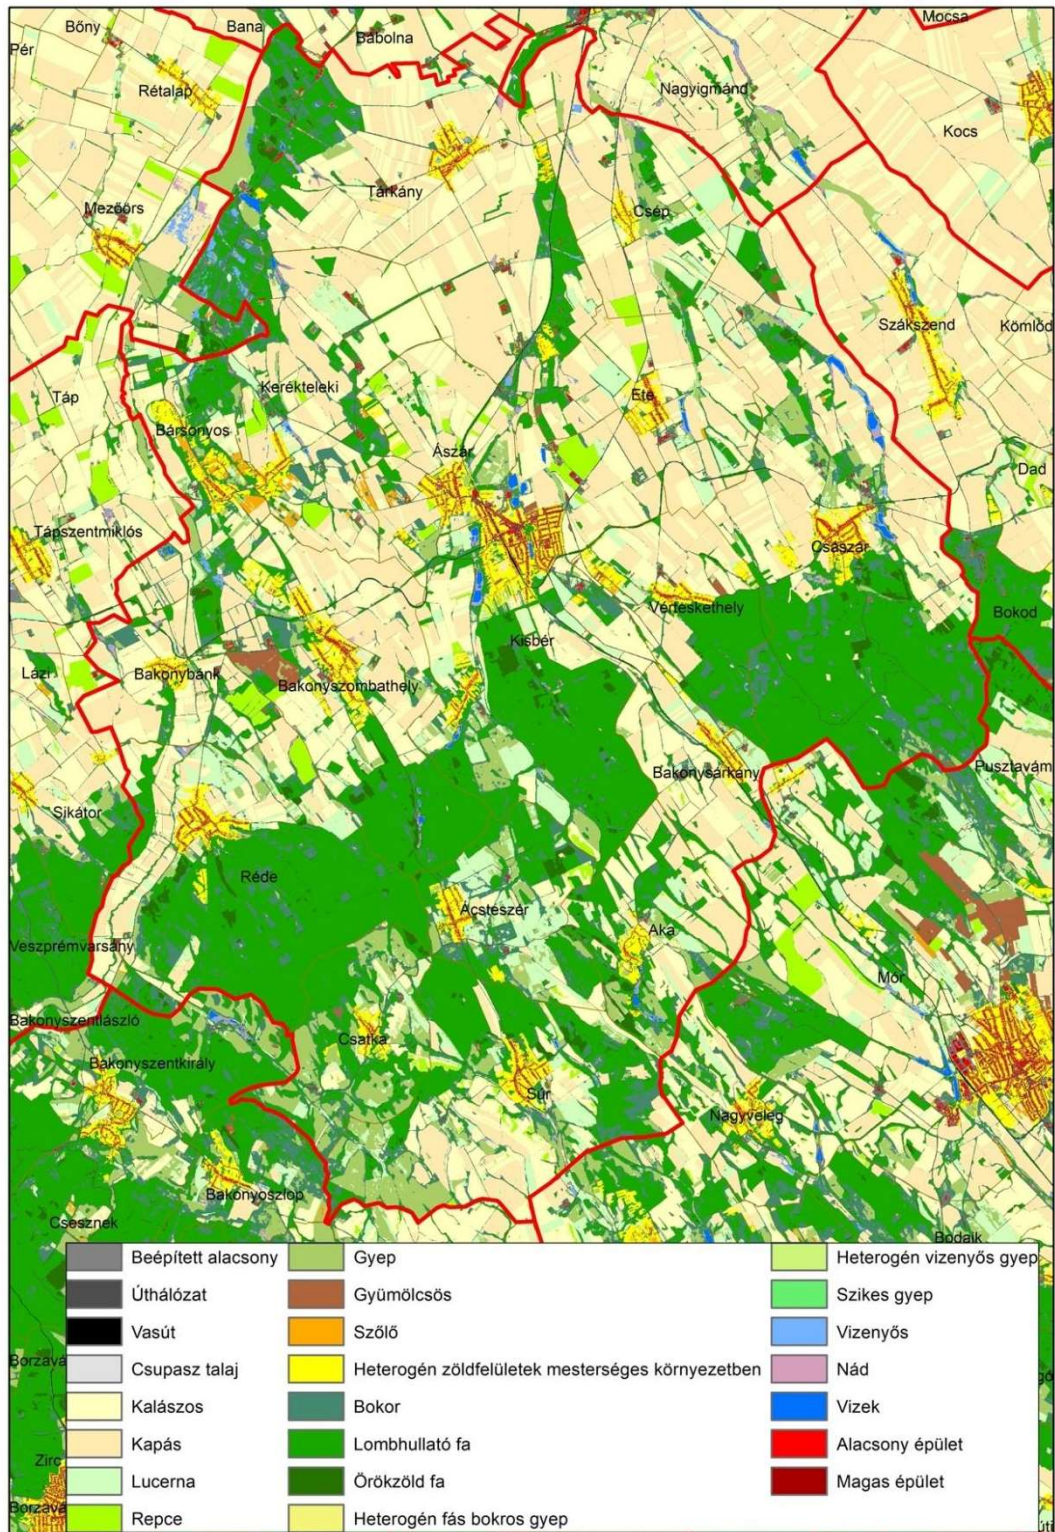 Bőny
Bana
Bábolna
Mocsa
Pér
Rétalap
Nagyigmánd
Kocs
Tárkány
Mezőörs
Csép
Szákszend
Kömlőd
Táp
Kerékteleki
Ete
Bársonyos
Ászár
Dad
Tápszentmiklós
Császár
Vérteskethely
Bokod
Kisbér
Lázi
Bakonybánk
Bakonyszombathely
Bakonysárkány
Pusztavám
Sikátor
Réde
Ácsteszér
Aka
Veszprémvarsány
Mór
Bakonyszentlászló
Csatka
Bakonyszentkirály
Súr
Nagyveleg
Bakonyoszlop
Csesznek
Bodajk
Beépített alacsony
Úthálózat
Vasút
Csupasz talaj
Kalászos
Kapás
Lucerna
Repce
Gyep
Gyümölcsös
Szőlő
Heterogén zöldfelületek mesterséges környezetben
Bokor
Lombhullató fa
Örökzöld fa
Heterogén fás bokros gyep
Heterogén vizenyős gyep
Szikes gyep
Vizenyős
Nád
Vizek
Alacsony épület
Magas épület
Borzavá
Zirc
Borzavá